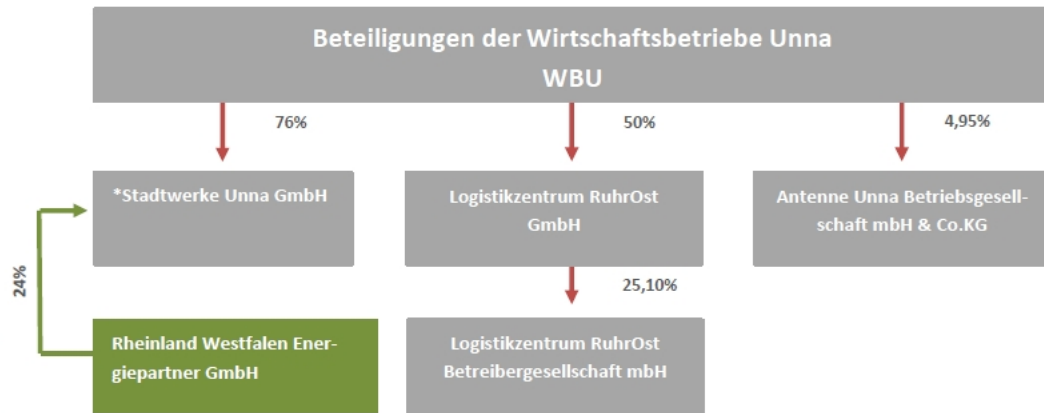 Beteiligungen der Wirtschaftsbetriebe Unna
WBU
76%
50%
4,95%
*Stadtwerke Unna GmbH
Logistikzentrum RuhrOst
GmbH
Antenne Unna Betriebsgesell-
schaft mbH & Co.KG
24%
25,10%
Rheinland Westfalen Ener-
giepartner GmbH
Logistikzentrum RuhrOst
Betreibergesellschaft mbH